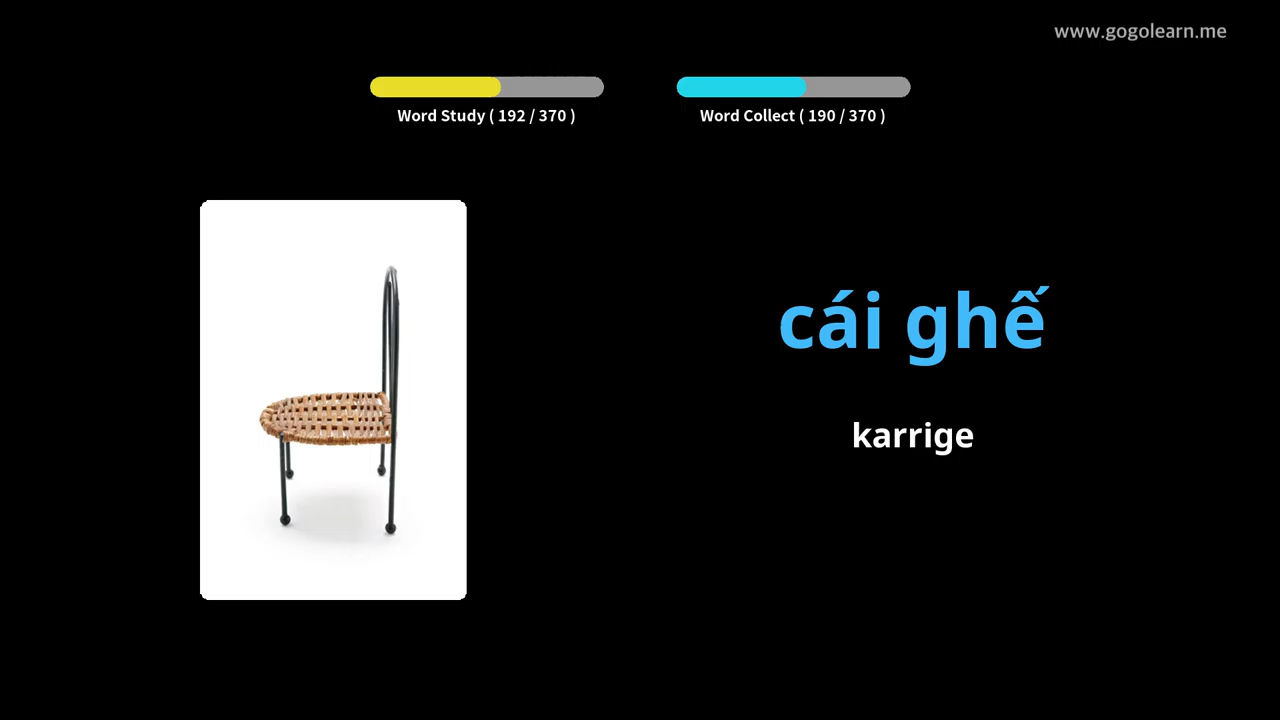 www.gogolearn.me
Word Study ( 192 / 370 )
Word Collect ( 190 / 370 )
cái ghế
karrige